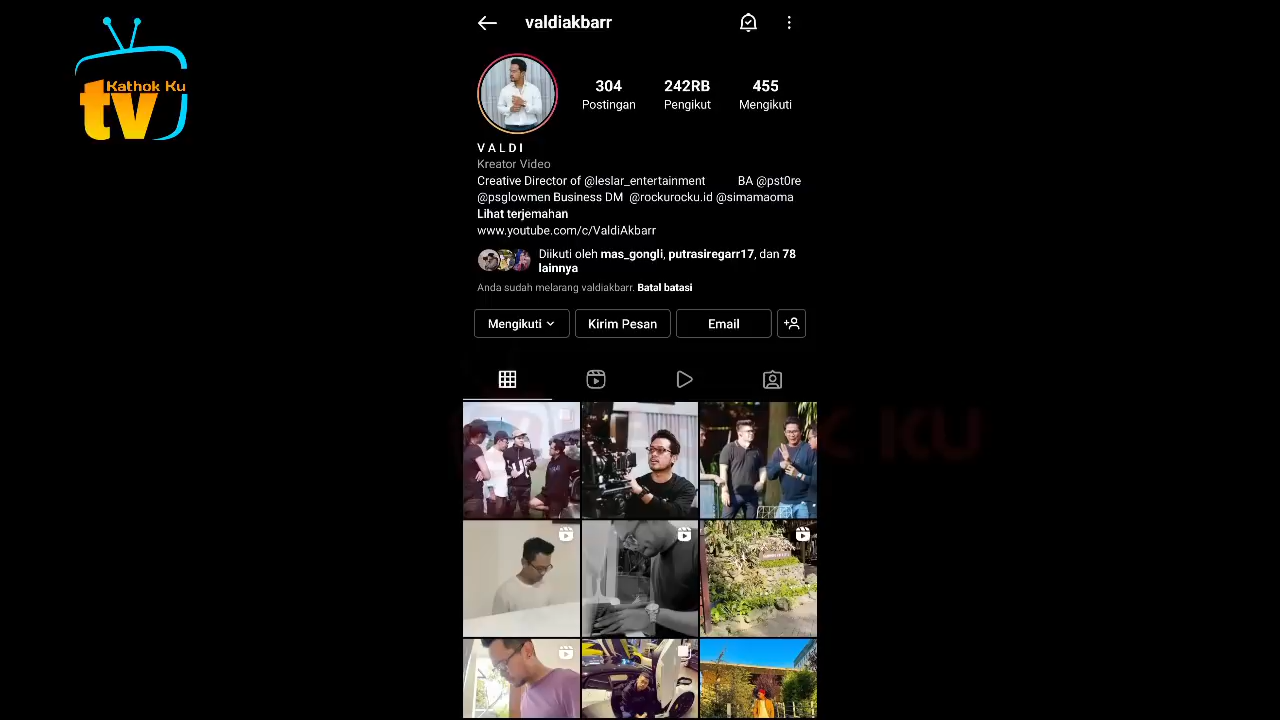 Kathok Ku
tv
valdiakbarr
304
Postingan
242RB
Pengikut
455
Mengikuti
V A L D I
Kreator Video
Creative Director of @leslar_entertainment BA @pst0re
@psglowmen Business DM @rockurocku.id @simamaoma
Lihat terjemahan
www.youtube.com/c/ValdiAkbarr
Diikuti oleh mas_gongli, putrasiregarr17, dan 78
lainnya
Anda sudah melarang valdiakbarr. Batal batasi
Mengikuti
Kirim Pesan
Email
K KU